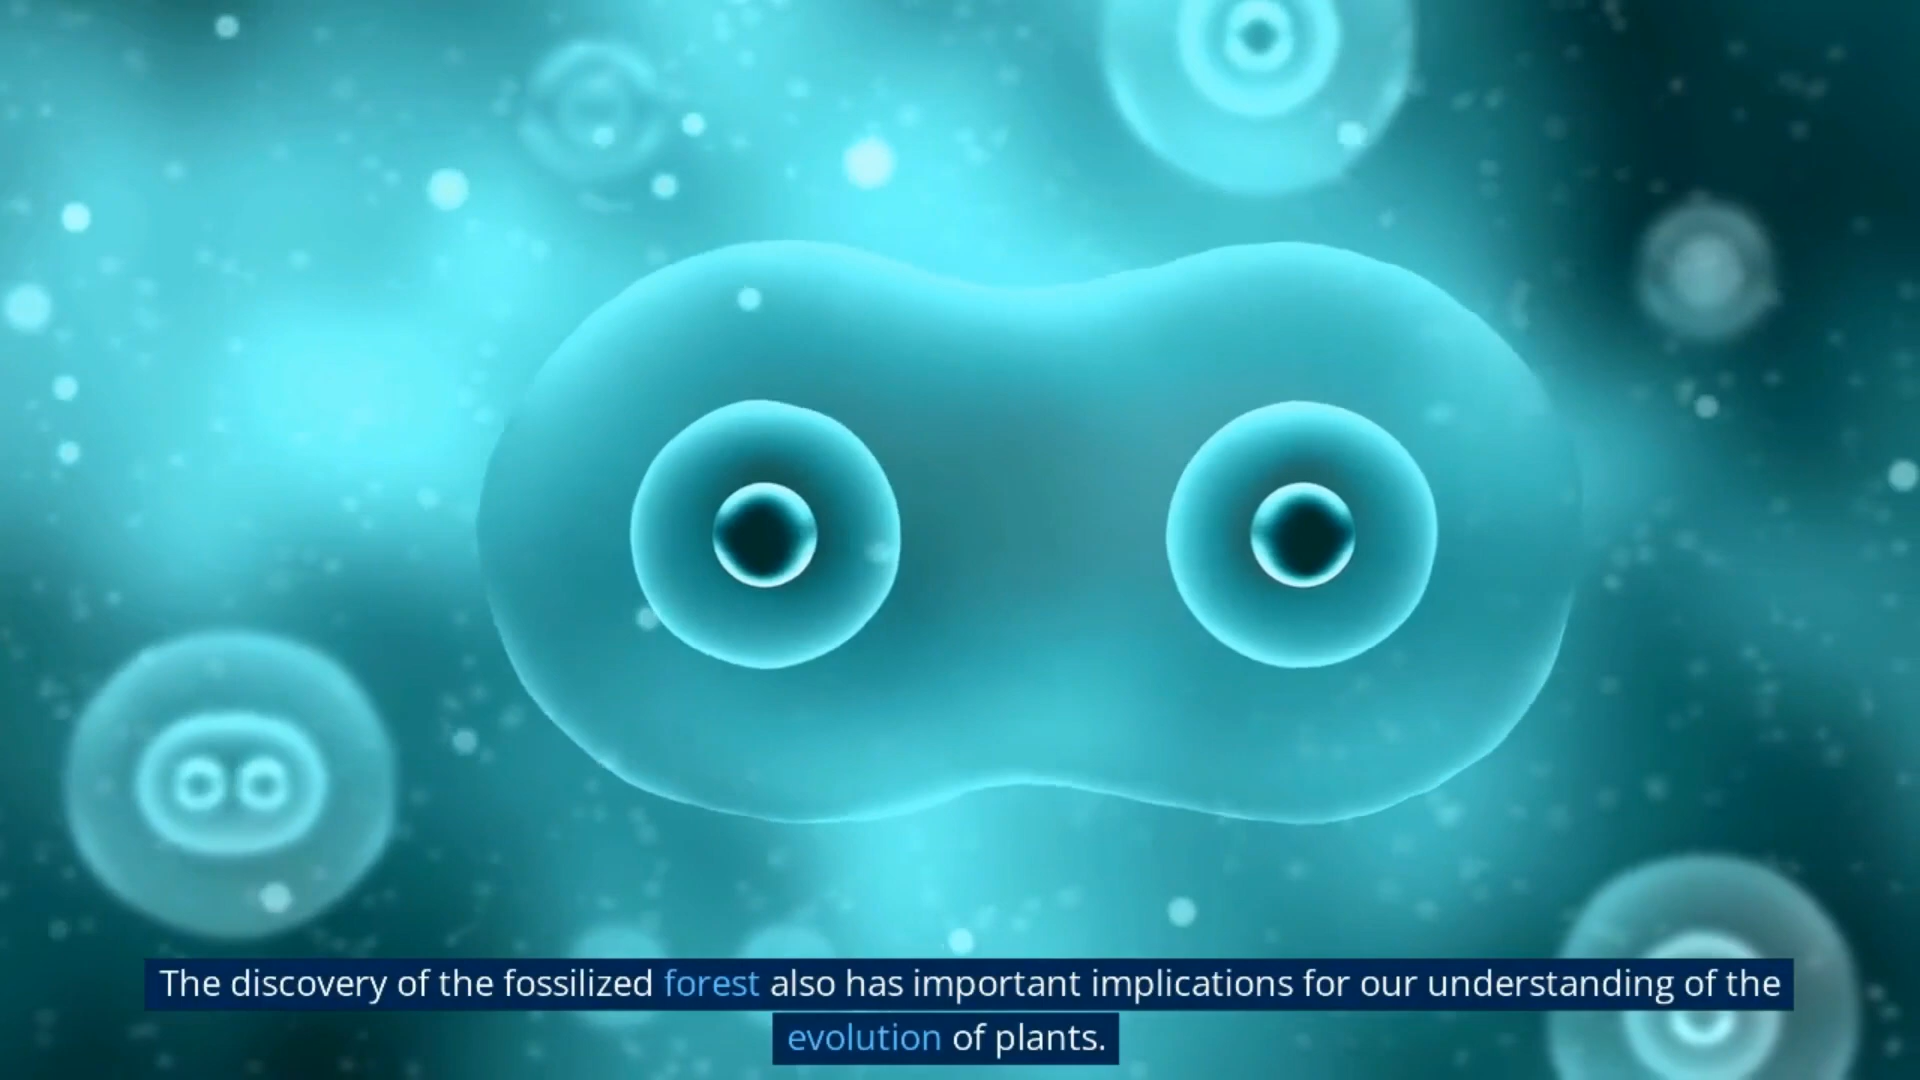 The discovery of the fossilized forest also has important implications for our understanding of the
evolution of plants.